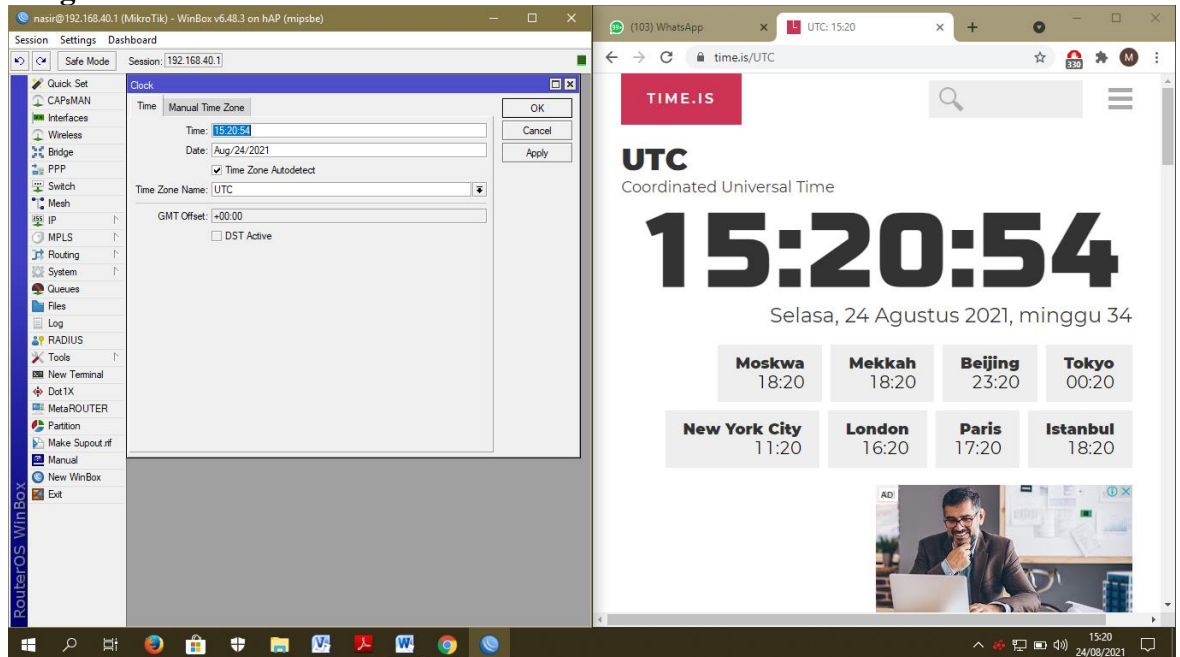 nasir@192.168.40.1 (MikroTik) - WinBox v6.48.3 on hAP (mipsbe)
Session Settings Dashboard
Safe Mode Session: 192.168.40.1
Quick Set
CAPsMAN
Interfaces
Wireless
Bridge
PPP
Switch
Mesh
IP
MPLS
Routing
System
Queues
Files
Log
RADIUS
Tools
New Terminal
Dot1X
MetaROUTER
Partition
Make Supout.rif
Manual
New WinBox
Exit
RouterOS WinBox
Clock
Time Manual Time Zone
Time: 15:20:54
Date: Aug/24/2021
Time Zone Autodetect
Time Zone Name: UTC
GMT Offset: +00:00
DST Active
OK
Cancel
Apply
(103) WhatsApp
UTC: 15:20
time.is/UTC
330
M
TIME.IS
UTC
Coordinated Universal Time
15:20:54
Selasa, 24 Agustus 2021, minggu 34
Moskwa Mekkah Beijing Tokyo
18:20 18:20 23:20 00:20
New York City London Paris Istanbul
11:20 16:20 17:20 18:20
AD
15:20
24/08/2021